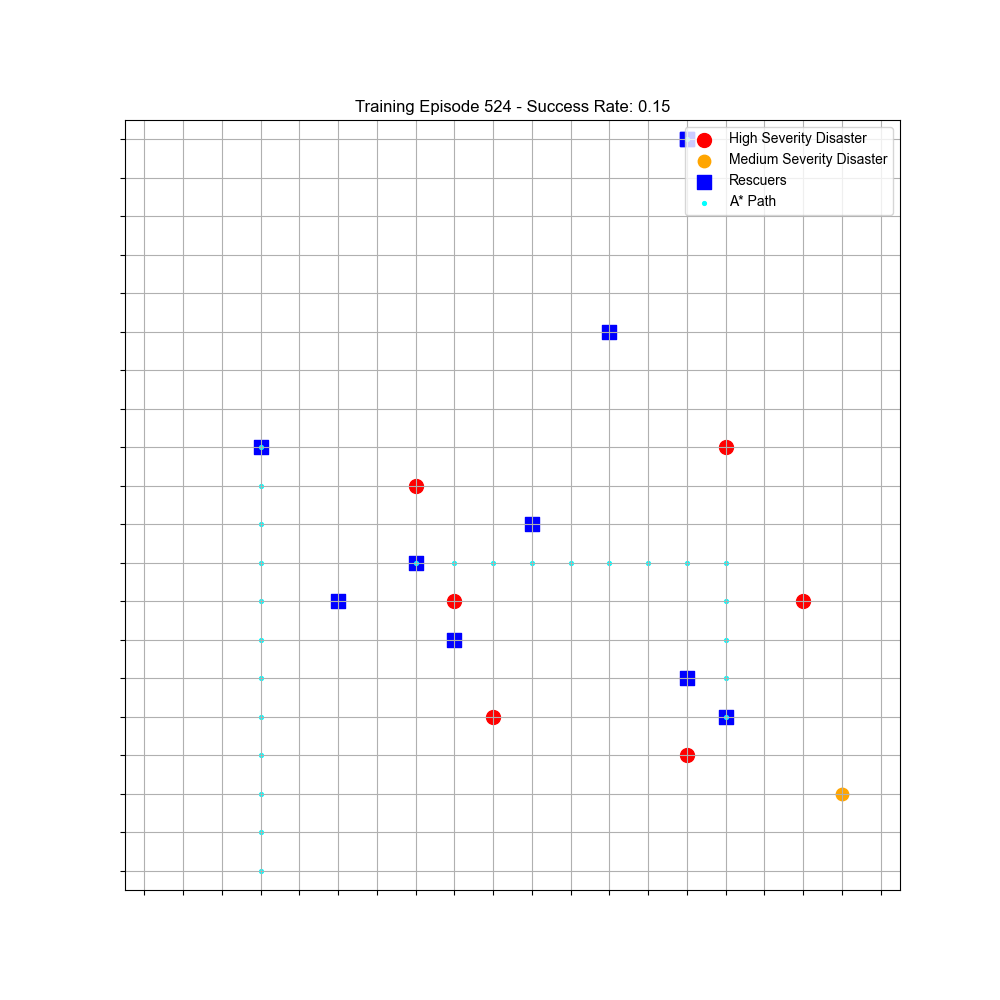 Training Episode 524 - Success Rate: 0.15
High Severity Disaster
Medium Severity Disaster
Rescuers
A* Path